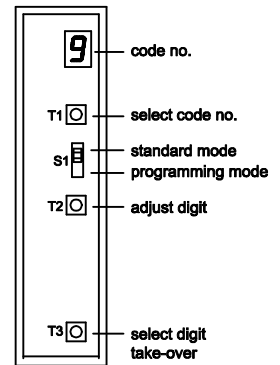 9 code no.
T1 select code no.
S1 standard mode
programming mode
T2 adjust digit
T3 select digit
take-over